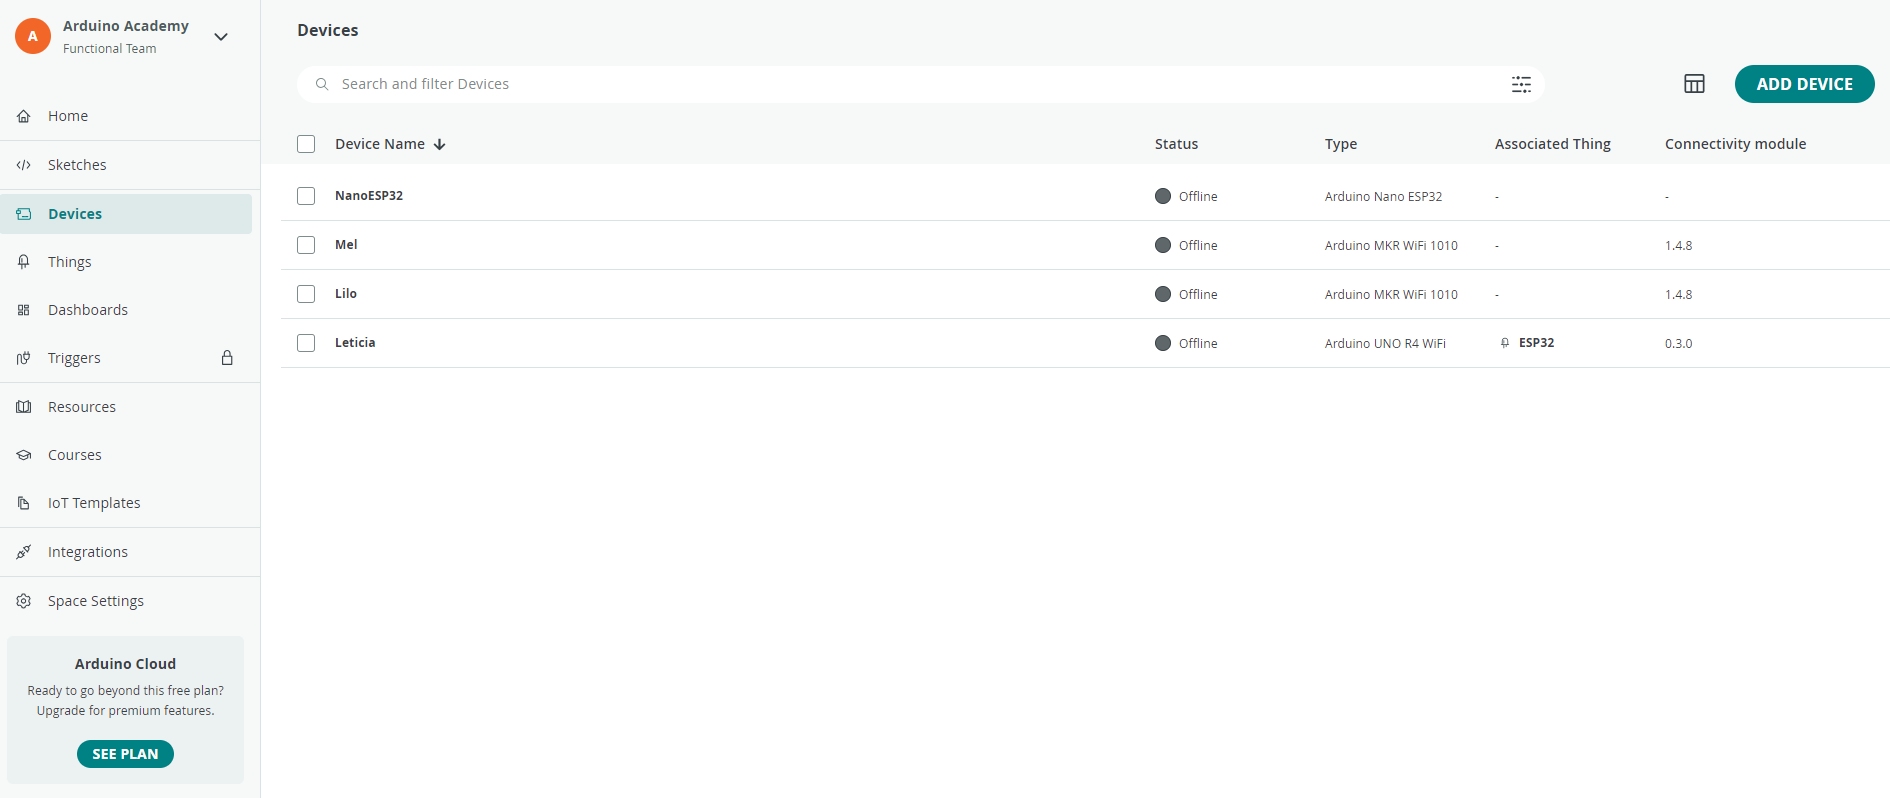 A
Arduino Academy
Functional Team
Home
Sketches
Devices
Things
Dashboards
Triggers
Resources
Courses
IoT Templates
Integrations
Space Settings
Arduino Cloud
Ready to go beyond this free plan?
Upgrade for premium features.
SEE PLAN
Devices
Search and filter Devices
ADD DEVICE
Device Name Status Type Associated Thing Connectivity module
NanoESP32 Offline Arduino Nano ESP32 - -
Mel Offline Arduino MKR WiFi 1010 - 1.4.8
Lilo Offline Arduino MKR WiFi 1010 - 1.4.8
Leticia Offline Arduino UNO R4 WiFi ESP32 0.3.0